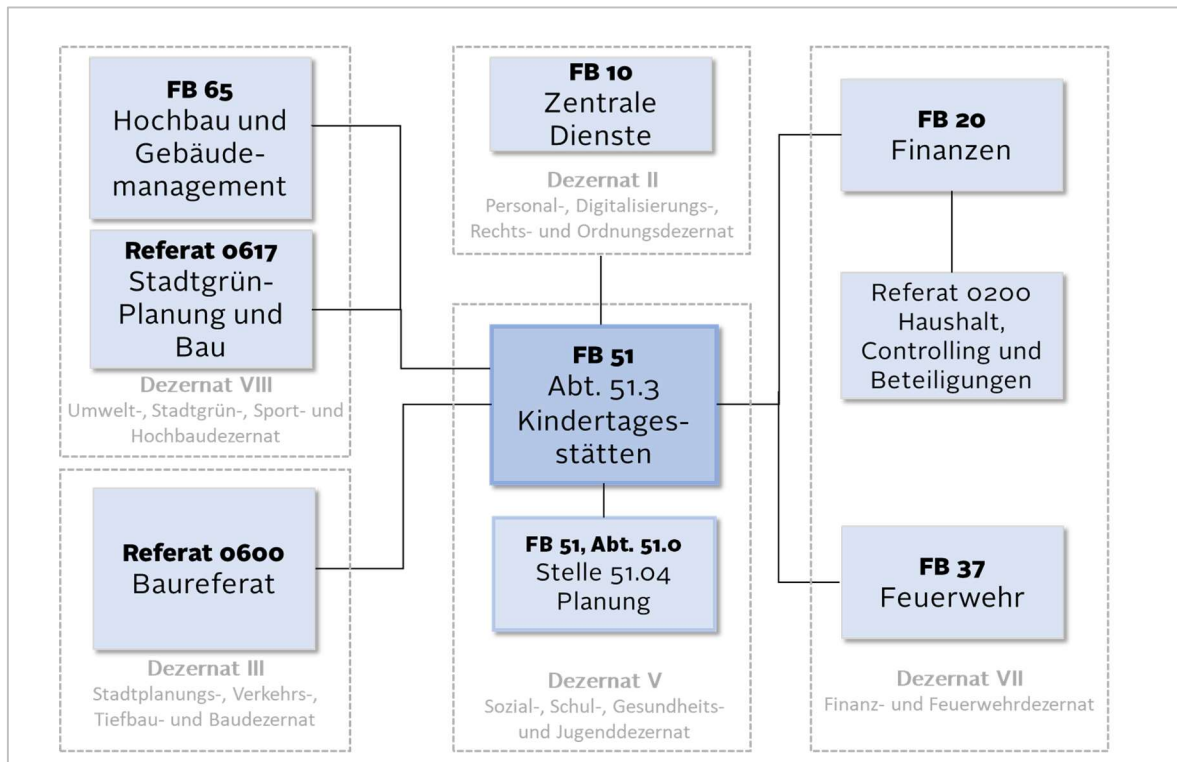 FB 65
Hochbau und
Gebäude-
management
Referat 0617
Stadtgrün-
Planung und
Bau
Dezernat VIII
Umwelt-, Stadtgrün-, Sport- und
Hochbaudezernat
Referat 0600
Baureferat
Dezernat III
Stadtplanungs-, Verkehrs-,
Tiefbau- und Baudezernat
FB 10
Zentrale
Dienste
Dezernat II
Personal-, Digitalisierungs-,
Rechts- und Ordnungsdezernat
FB 51
Abt. 51.3
Kindertages-
stätten
FB 51, Abt. 51.0
Stelle 51.04
Planung
Dezernat V
Sozial-, Schul-, Gesundheits-
und Jugenddezernat
FB 20
Finanzen
Referat 0200
Haushalt,
Controlling und
Beteiligungen
FB 37
Feuerwehr
Dezernat VII
Finanz- und Feuerwehrdezernat